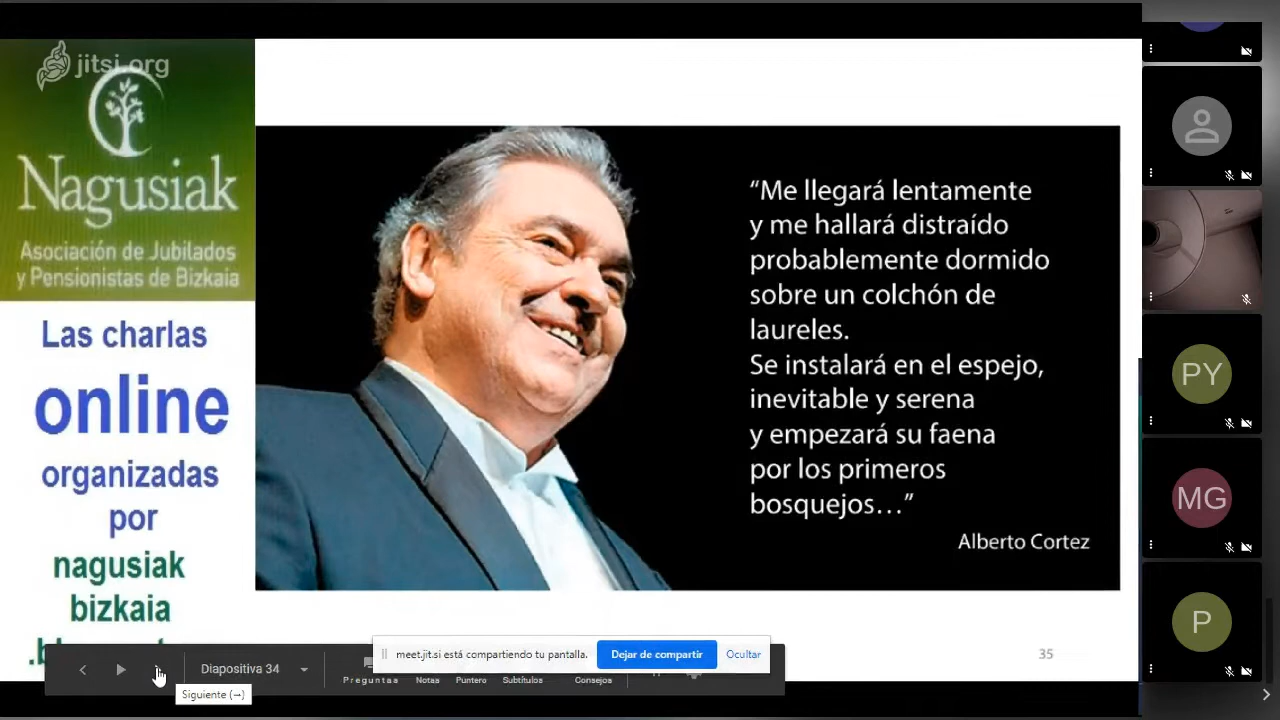 jitsi.org
Nagusiak
Asociación de Jubilados
y Pensionistas de Bizkaia
Las charlas
online
organizadas
por
nagusiak
bizkaia
“Me llegará lentamente
y me hallará distraído
probablemente dormido
sobre un colchón de
laureles.
Se instalará en el espejo,
inevitable y serena
y empezará su faena
por los primeros
bosquejos…”
Alberto Cortez
35
Diapositiva 34
Preguntas
Notas
Puntero
Subtítulos
Consejos
meet.jit.si está compartiendo tu pantalla.
Dejar de compartir
Ocultar
Siguiente (→)
PY
MG
P